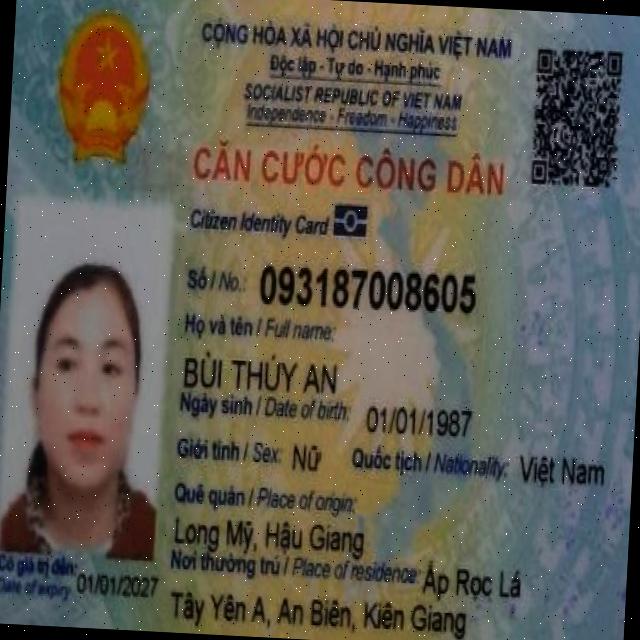 CỘNG HÒA XÃ HỘI CHỦ NGHĨA VIỆT NAM
Độc lập - Tự do - Hạnh phúc
SOCIALIST REPUBLIC OF VIET NAM
Independence - Freedom - Happiness
CĂN CƯỚC CÔNG DÂN
Citizen Identity Card
Số / No.: 093187008605
Họ và tên / Full name:
BÙI THÚY AN
Ngày sinh / Date of birth: 01/01/1987
Giới tính / Sex: Nữ Quốc tịch / Nationality: Việt Nam
Quê quán / Place of origin:
Long Mỹ, Hậu Giang
Nơi thường trú / Place of residence: Ấp Rọc Lá
Tây Yên A, An Biên, Kiên Giang
Có giá trị đến: 01/01/2027
Date of expiry